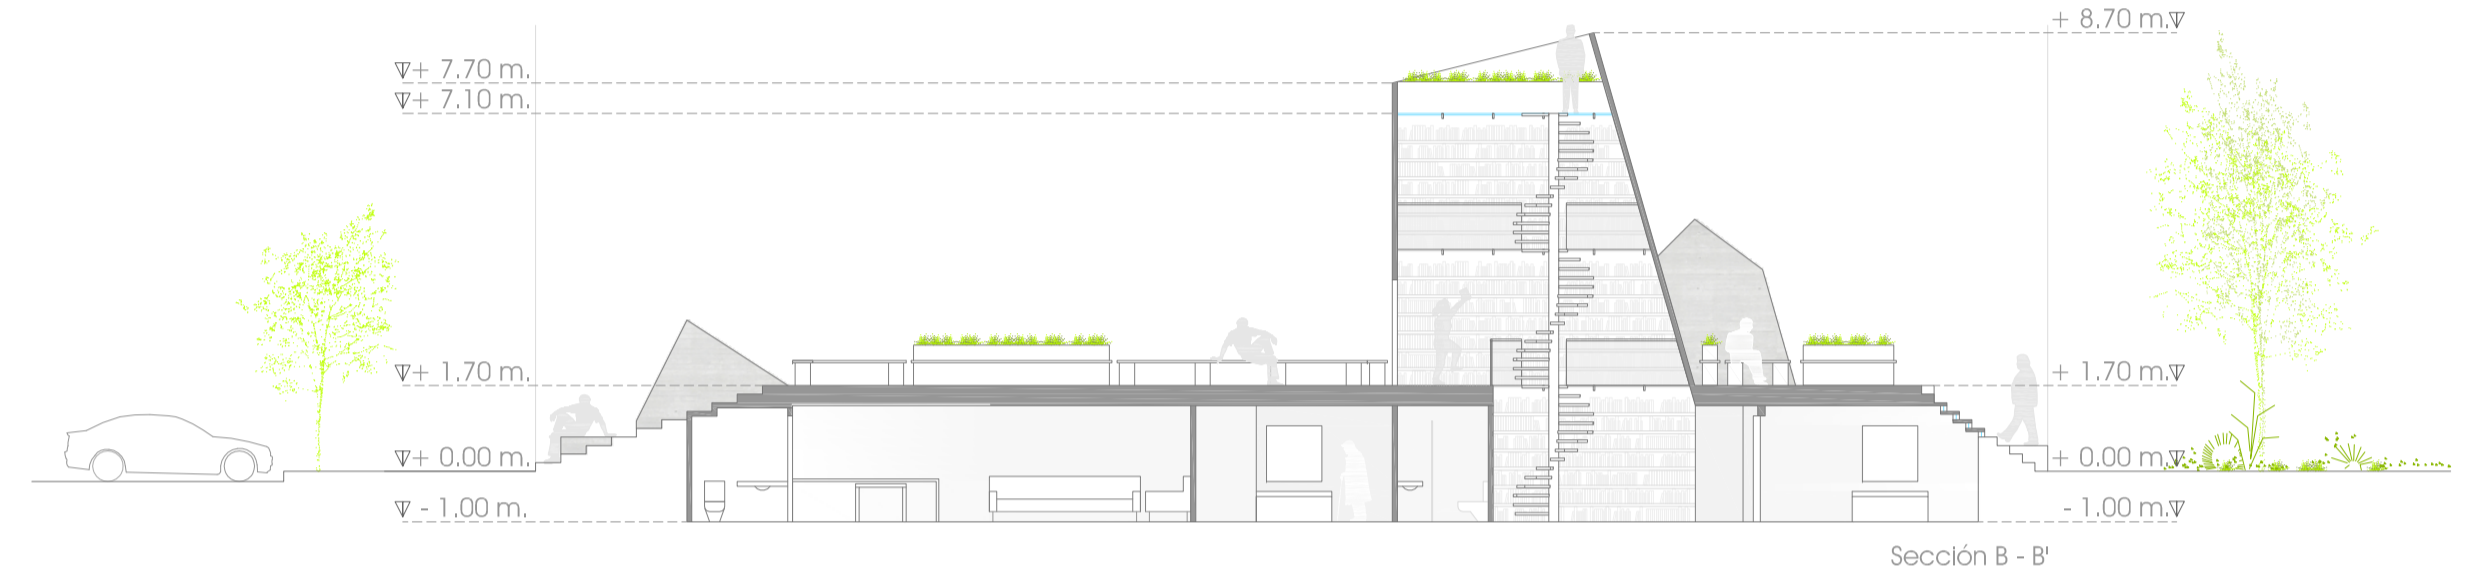 + 8.70 m.
+ 7.70 m.
+ 7.10 m.
+ 1.70 m.
+ 1.70 m.
+ 0.00 m.
+ 0.00 m.
- 1.00 m.
- 1.00 m.
Sección B - B'